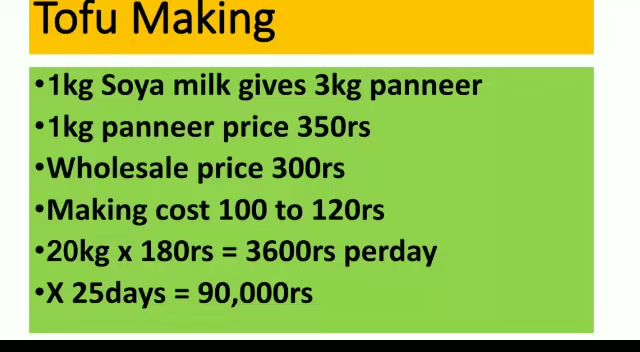 Tofu Making
•1kg Soya milk gives 3kg panneer
•1kg panneer price 350rs
•Wholesale price 300rs
•Making cost 100 to 120rs
•20kg x 180rs = 3600rs perday
•X 25days = 90,000rs